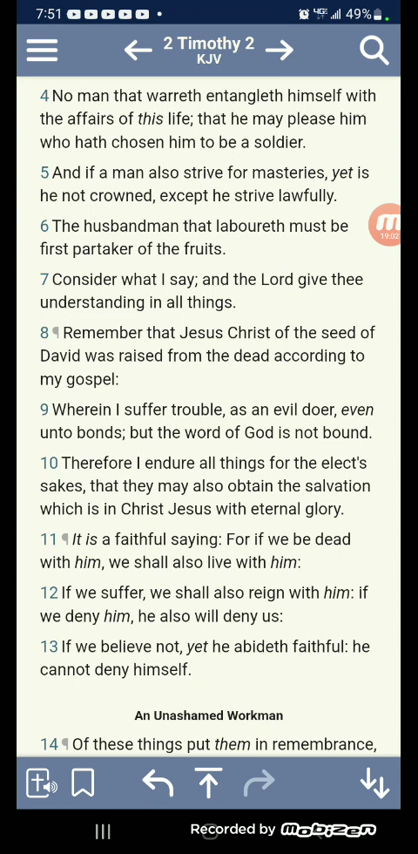 7:51 49%
2 Timothy 2
KJV
4 No man that warreth entangleth himself with
the affairs of this life; that he may please him
who hath chosen him to be a soldier.
5 And if a man also strive for masteries, yet is
he not crowned, except he strive lawfully.
6 The husbandman that laboureth must be
first partaker of the fruits.
19:02
7 Consider what I say; and the Lord give thee
understanding in all things.
8 ¶ Remember that Jesus Christ of the seed of
David was raised from the dead according to
my gospel:
9 Wherein I suffer trouble, as an evil doer, even
unto bonds; but the word of God is not bound.
10 Therefore I endure all things for the elect's
sakes, that they may also obtain the salvation
which is in Christ Jesus with eternal glory.
11 ¶ It is a faithful saying: For if we be dead
with him, we shall also live with him:
12 If we suffer, we shall also reign with him: if
we deny him, he also will deny us:
13 If we believe not, yet he abideth faithful: he
cannot deny himself.
An Unashamed Workman
14 ¶ Of these things put them in remembrance,
Recorded by mobizen